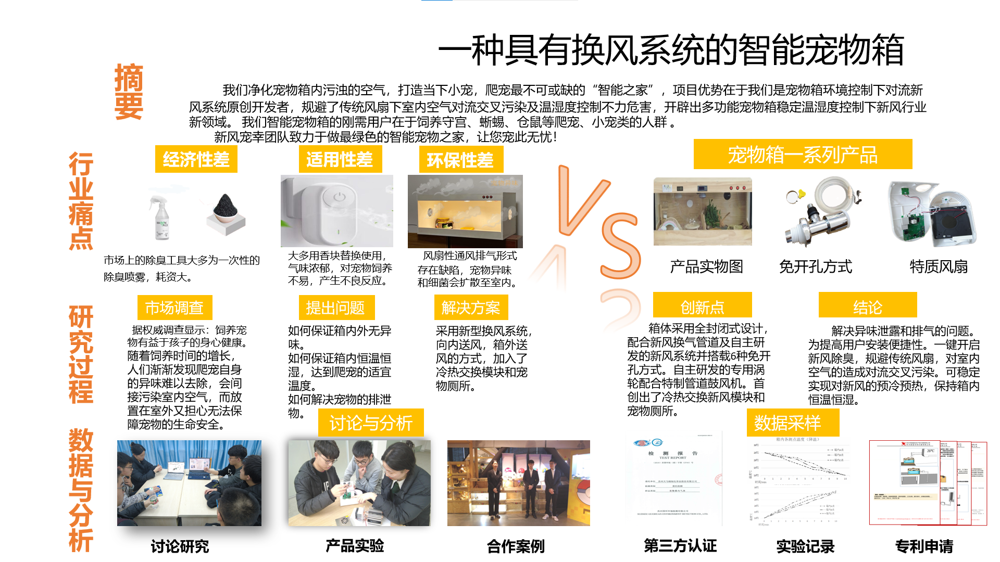 一种具有换风系统的智能宠物箱
摘要
我们净化宠物箱内污浊的空气，打造当下小宠，爬宠最不可或缺的“智能之家”，项目优势在于我们是宠物箱环境控制下对流新
风系统原创开发者，规避了传统风扇下室内空气对流交叉污染及温湿度控制不力危害，开辟出多功能宠物箱稳定温湿度控制下新风行业
新领域。 我们智能宠物箱的刚需用户在于饲养守宫、蜥蜴、仓鼠等爬宠、小宠类的人群 。
新风宠幸团队致力于做最绿色的智能宠物之家，让您宠此无忧！
行业痛点
经济性差
市场上的除臭工具大多为一次性的
除臭喷雾，耗资大。
适用性差
大多用香块替换使用，
气味浓郁，对宠物饲养
不易，产生不良反应。
环保性差
风扇性通风排气形式
存在缺陷，宠物异味
和细菌会扩散至室内。
VS
宠物箱一系列产品
产品实物图
免开孔方式
特质风扇
研究过程
市场调查
据权威调查显示：饲养宠
物有益于孩子的身心健康。
随着饲养时间的增长，
人们渐渐发现爬宠自身
的异味难以去除，会间
接污染室内空气，而放
置在室外又担心无法保
障宠物的生命安全。
提出问题
如何保证箱内外无异
味。
如何保证箱内恒温恒
湿，达到爬宠的适宜
温度。
如何解决宠物的排泄
物。
解决方案
采用新型换风系统，
向内送风，箱外送
风的方式，加入了
冷热交换模块和宠
物厕所。
创新点
箱体采用全封闭式设计，
配合新风换气管道及自主研
发的新风系统并搭载6种免开
孔方式。自主研发的专用涡
轮配合特制管道鼓风机。首
创出了冷热交换新风模块和
宠物厕所。
结论
解决异味泄露和排气的问题。
为提高用户安装便捷性。一键开启
新风除臭，规避传统风扇，对室内
空气的造成对流交叉污染。可稳定
实现对新风的预冷预热，保持箱内
恒温恒湿。
数据与分析
讨论与分析
讨论研究
产品实验
合作案例
数据采样
检 测 报 告
TEST REPORT
SUZHOU GUOHUAN ENVIRONMENT DETECTION CO., LTD.
第三方认证
箱内各测点温度（降温）
0 1 2 3 4 5 6 7 8 9 10
时间/min
实验记录
专利申请